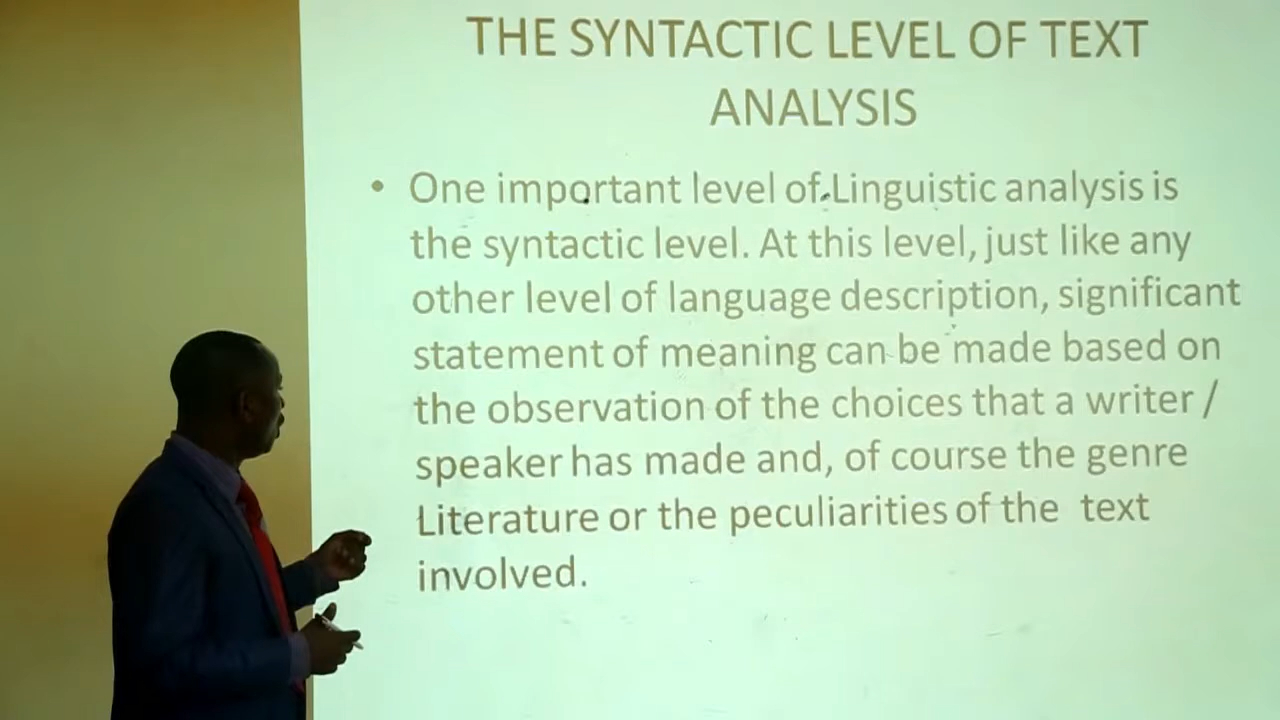 THE SYNTACTIC LEVEL OF TEXT
ANALYSIS
• One important level of Linguistic analysis is
the syntactic level. At this level, just like any
other level of language description, significant
statement of meaning can be made based on
the observation of the choices that a writer /
speaker has made and, of course the genre
Literature or the peculiarities of the text
involved.